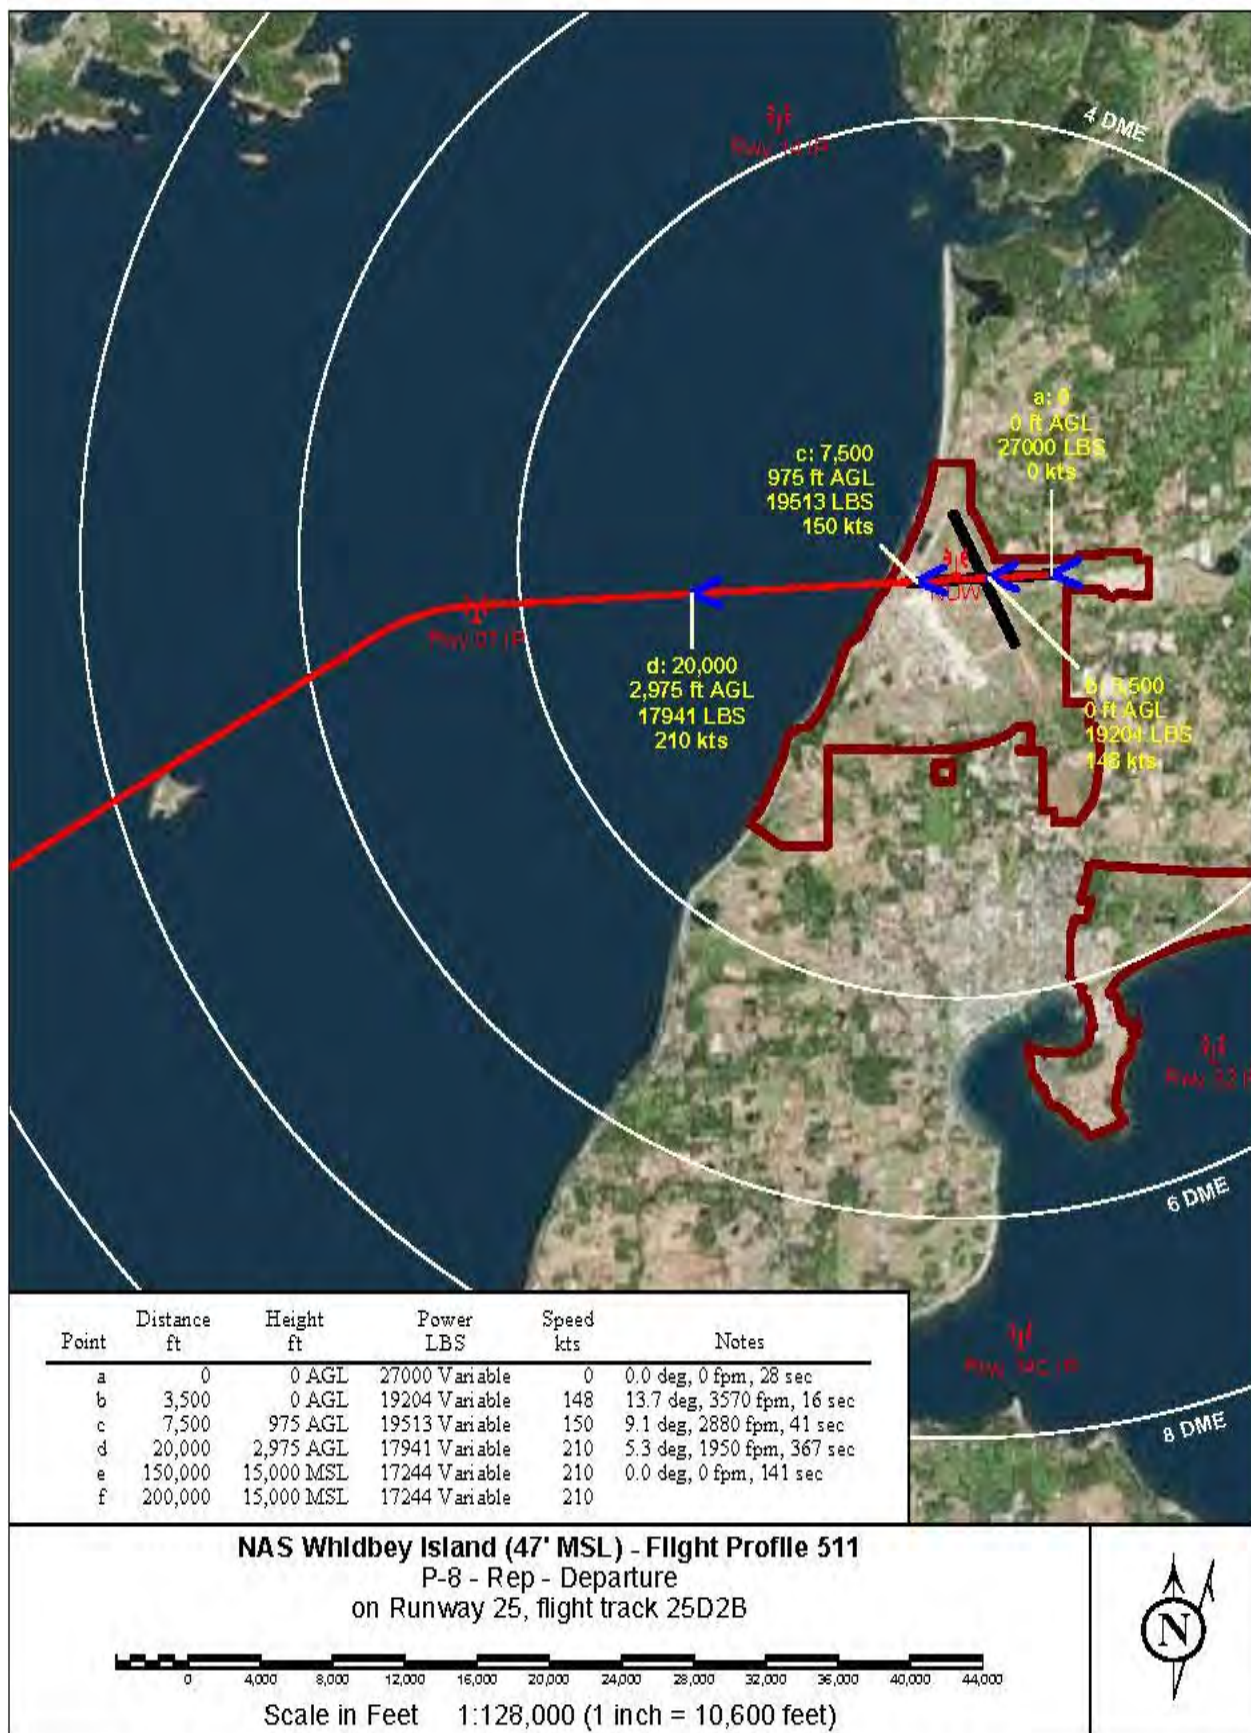 4 DME
Rwy 14 IP
a: 0
0 ft AGL
27000 LBS
0 kts
c: 7,500
975 ft AGL
19513 LBS
150 kts
d: 20,000
2,975 ft AGL
17941 LBS
210 kts
b: 3,500
0 ft AGL
19204 LBS
148 kts
6 DME
8 DME
Point Distance ft Height ft Power LBS Speed kts Notes
a 0 0 AGL 27000 Variable 0 0.0 deg, 0 fpm, 28 sec
b 3,500 0 AGL 19204 Variable 148 13.7 deg, 3570 fpm, 16 sec
c 7,500 975 AGL 19513 Variable 150 9.1 deg, 2880 fpm, 41 sec
d 20,000 2,975 AGL 17941 Variable 210 5.3 deg, 1950 fpm, 367 sec
e 150,000 15,000 MSL 17244 Variable 210 0.0 deg, 0 fpm, 141 sec
f 200,000 15,000 MSL 17244 Variable 210
NAS Whidbey Island (47' MSL) - Flight Profile 511
P-8 - Rep - Departure
on Runway 25, flight track 25D2B
N
0 4,000 8,000 12,000 16,000 20,000 24,000 28,000 32,000 36,000 40,000 44,000
Scale in Feet 1:128,000 (1 inch = 10,600 feet)